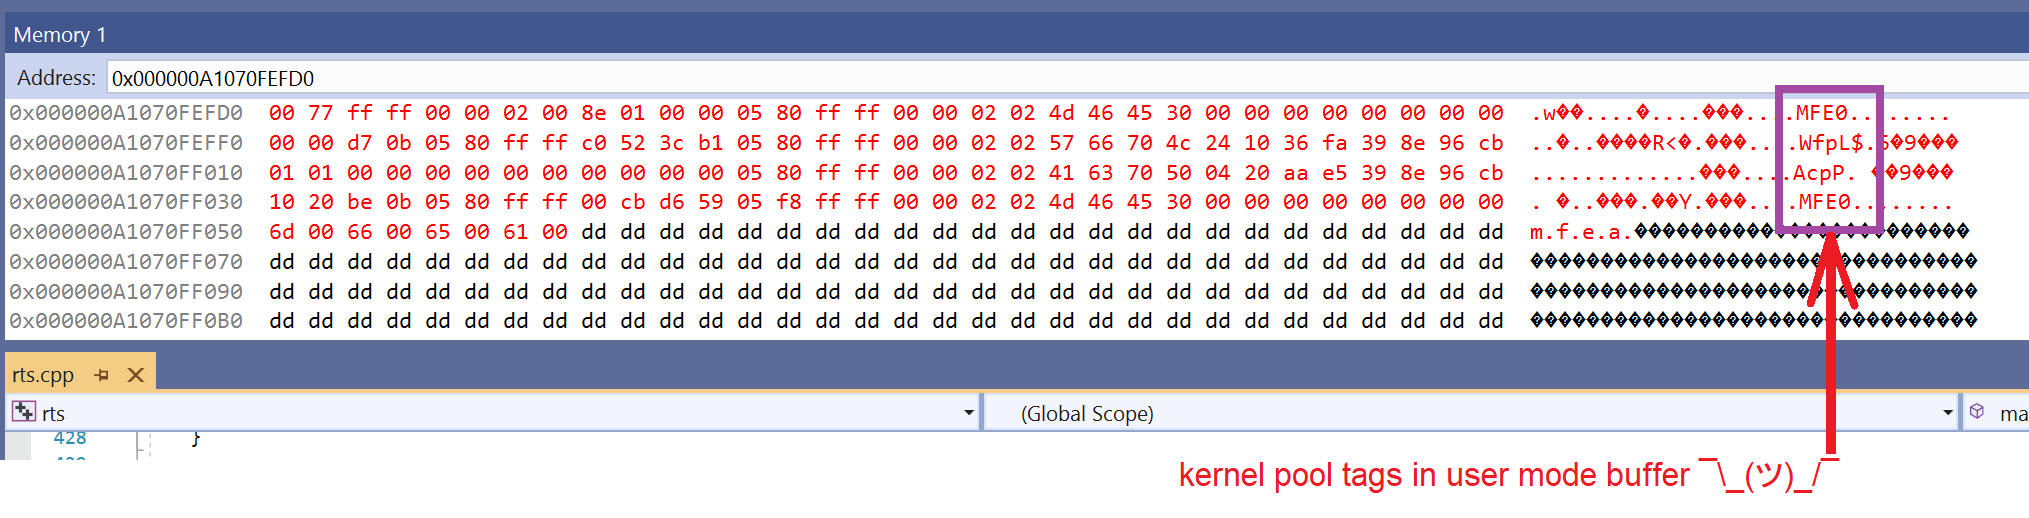 Memory 1
Address: 0x000000A1070FEFD0
0x000000A1070FEFD0 00 77 ff ff 00 00 02 00 8e 01 00 00 05 80 ff ff 00 00 02 02 4d 46 45 30 00 00 00 00 00 00 00 00 .w��....�....���.....MFE0........
0x000000A1070FEFF0 00 00 d7 0b 05 80 ff ff c0 52 3c b1 05 80 ff ff 00 00 02 02 57 66 70 4c 24 10 36 fa 39 8e 96 cb ..�..����R<�.���....WfpL$.6�9���
0x000000A1070FF010 01 01 00 00 00 00 00 00 00 00 00 00 05 80 ff ff 00 00 02 02 41 63 70 50 04 20 aa e5 39 8e 96 cb .............���....AcpP. ��9���
0x000000A1070FF030 10 20 be 0b 05 80 ff ff 00 cb d6 59 05 f8 ff ff 00 00 02 02 4d 46 45 30 00 00 00 00 00 00 00 00 . �..���.��Y.���....MFE0........
0x000000A1070FF050 6d 00 66 00 65 00 61 00 dd dd dd dd dd dd dd dd dd dd dd dd dd dd dd dd dd dd dd dd dd dd dd dd m.f.e.a.������������������������
0x000000A1070FF070 dd dd dd dd dd dd dd dd dd dd dd dd dd dd dd dd dd dd dd dd dd dd dd dd dd dd dd dd dd dd dd dd ��������������������������������
0x000000A1070FF090 dd dd dd dd dd dd dd dd dd dd dd dd dd dd dd dd dd dd dd dd dd dd dd dd dd dd dd dd dd dd dd dd ��������������������������������
0x000000A1070FF0B0 dd dd dd dd dd dd dd dd dd dd dd dd dd dd dd dd dd dd dd dd dd dd dd dd dd dd dd dd dd dd dd dd ��������������������������������
rts.cpp
rts (Global Scope) ma
428 }
kernel pool tags in user mode buffer ¯\_(ツ)_/¯